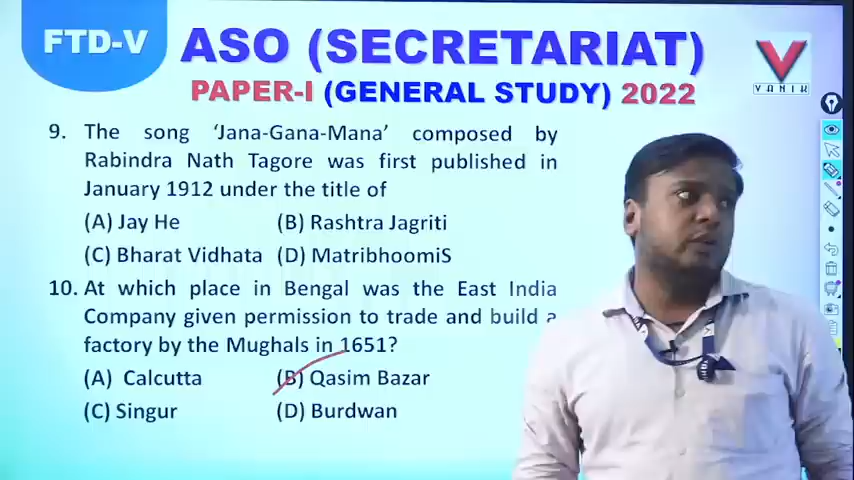 FTD-V
ASO (SECRETARIAT)
PAPER-I (GENERAL STUDY) 2022
VANIK
9. The song ‘Jana-Gana-Mana’ composed by
Rabindra Nath Tagore was first published in
January 1912 under the title of
(A) Jay He (B) Rashtra Jagriti
(C) Bharat Vidhata (D) MatribhoomiS
10. At which place in Bengal was the East India
Company given permission to trade and build a
factory by the Mughals in 1651?
(A) Calcutta (B) Qasim Bazar
(C) Singur (D) Burdwan